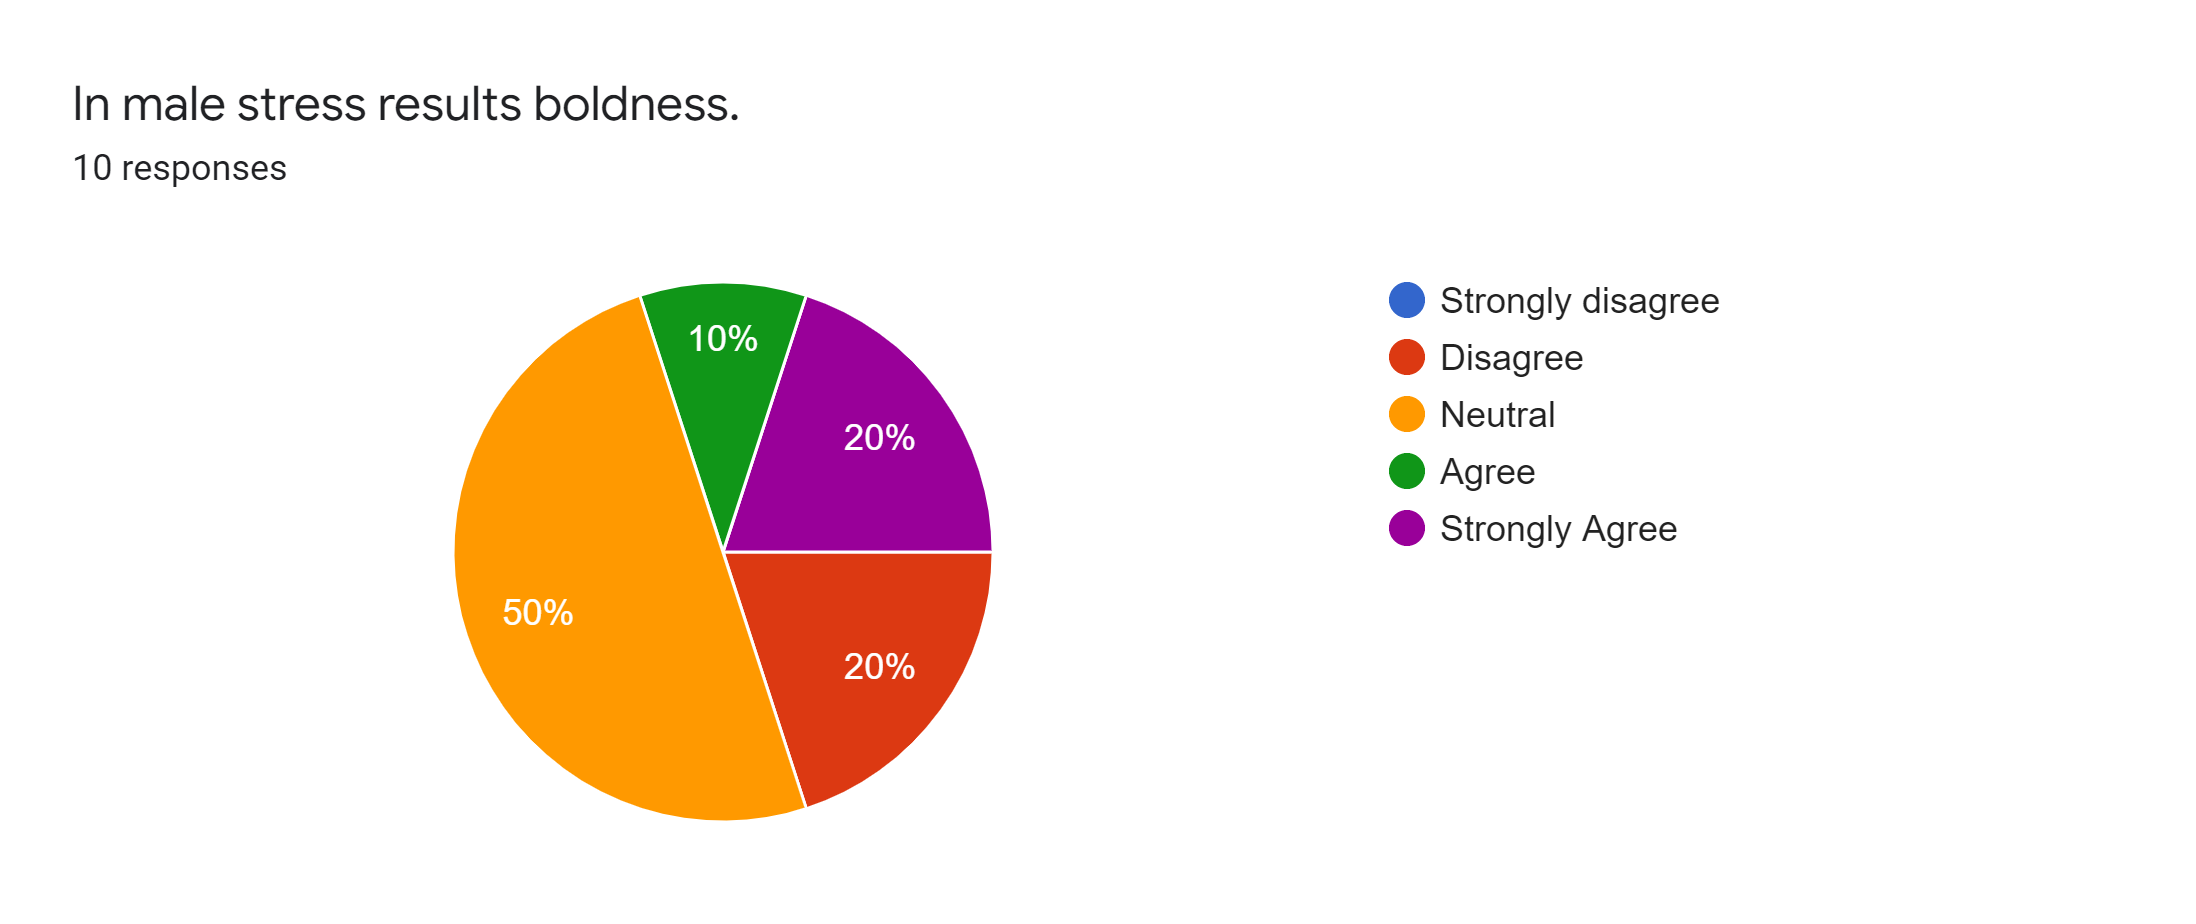 In male stress results boldness.
10 responses
10%
20%
50%
20%
Strongly disagree
Disagree
Neutral
Agree
Strongly Agree